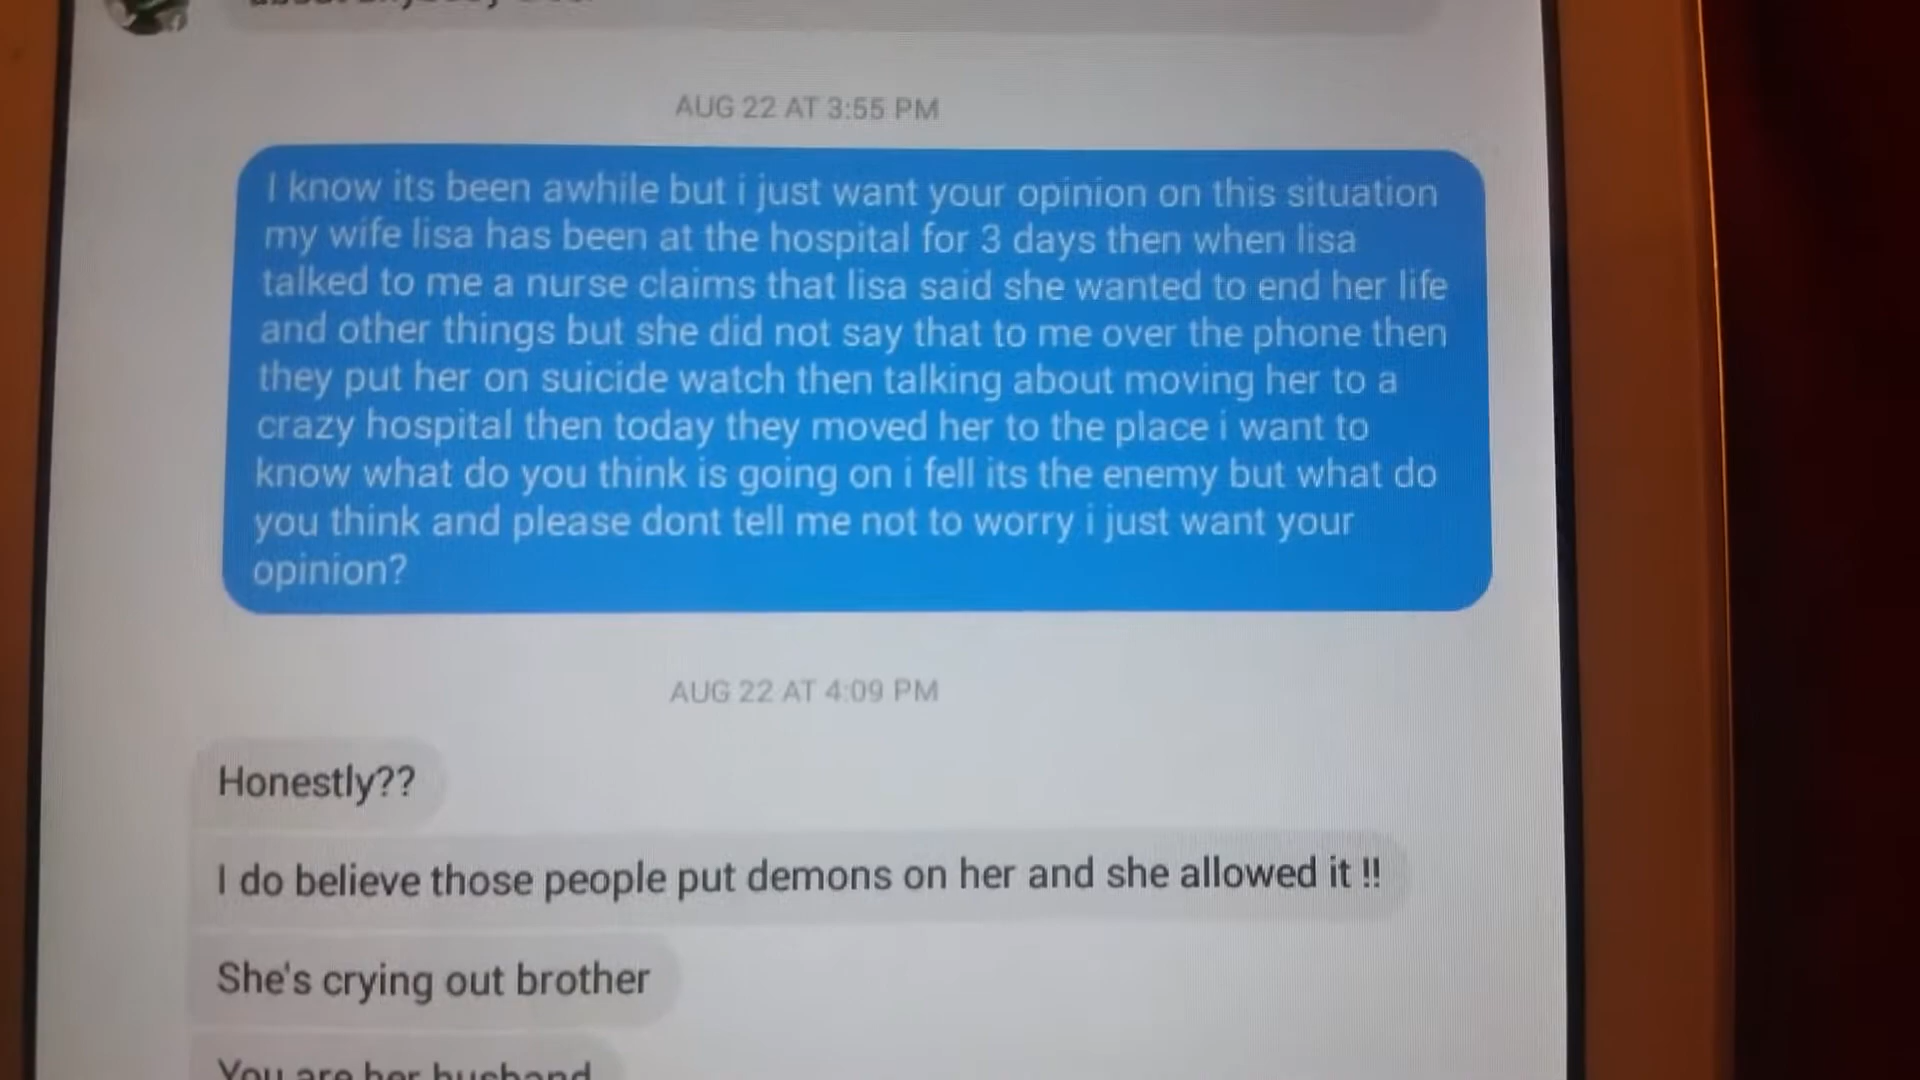 AUG 22 AT 3:55 PM
I know its been awhile but i just want your opinion on this situation
my wife lisa has been at the hospital for 3 days then when lisa
talked to me a nurse claims that lisa said she wanted to end her life
and other things but she did not say that to me over the phone then
they put her on suicide watch then talking about moving her to a
crazy hospital then today they moved her to the place i want to
know what do you think is going on i fell its the enemy but what do
you think and please dont tell me not to worry i just want your
opinion?
AUG 22 AT 4:09 PM
Honestly??
I do believe those people put demons on her and she allowed it !!
She's crying out brother
You are her husband